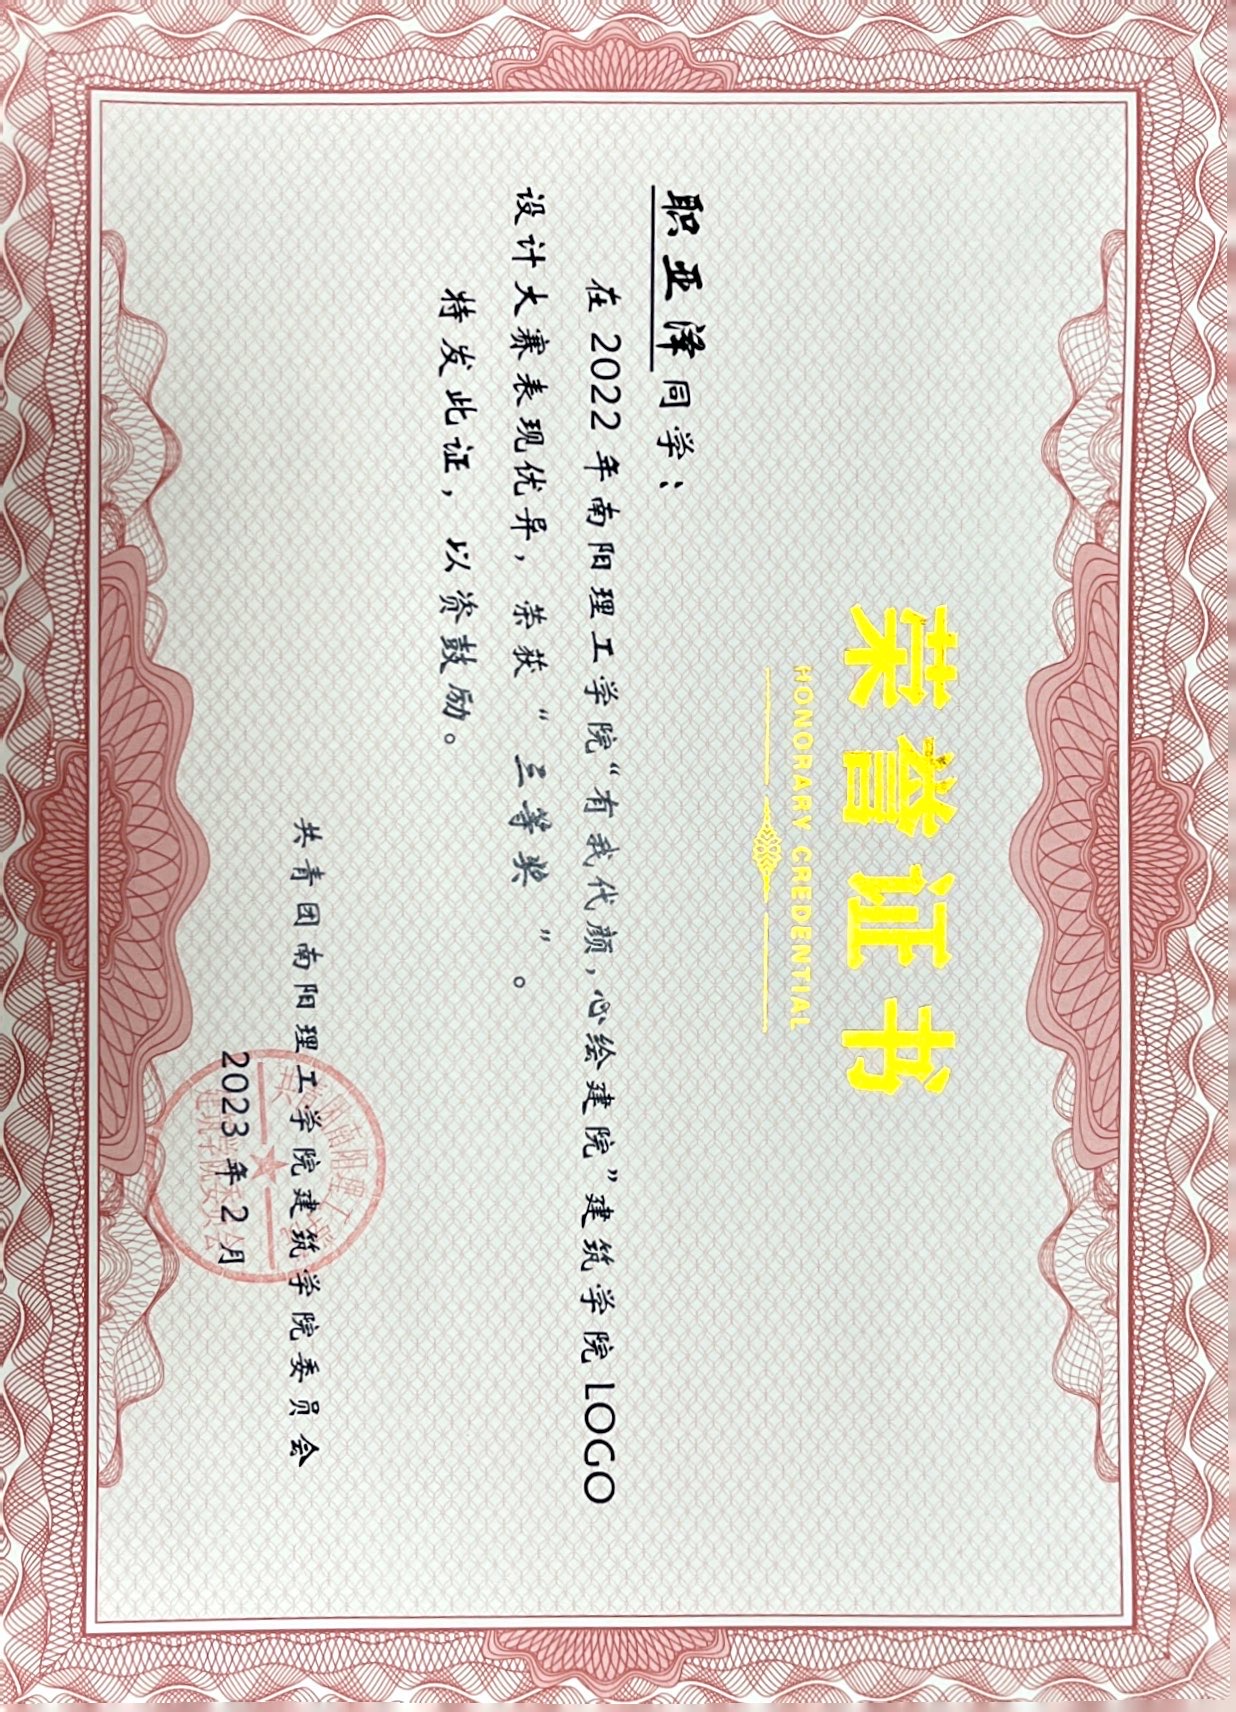 荣誉证书
HONORARY CREDENTIAL
职亚泽同学：
在2022年南阳理工学院“有我代颜，心绘建院”建筑学院LOGO
设计大赛表现优异，荣获“三等奖”。
特发此证，以资鼓励。
共青团南阳理工学院建筑学院委员会
2023年2月